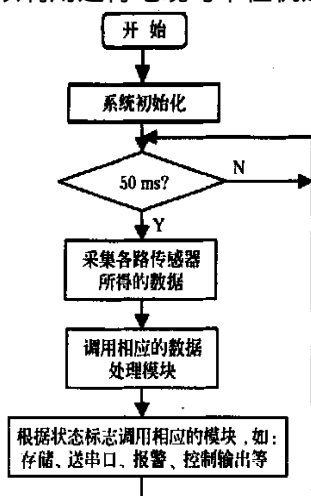 开 始
系统初始化
50 ms?
N
Y
采集各路传感器
所得的数据
调用相应的数据
处理模块
根据状态标志调用相应的模块,如:
存储、送串口、报警、控制输出等